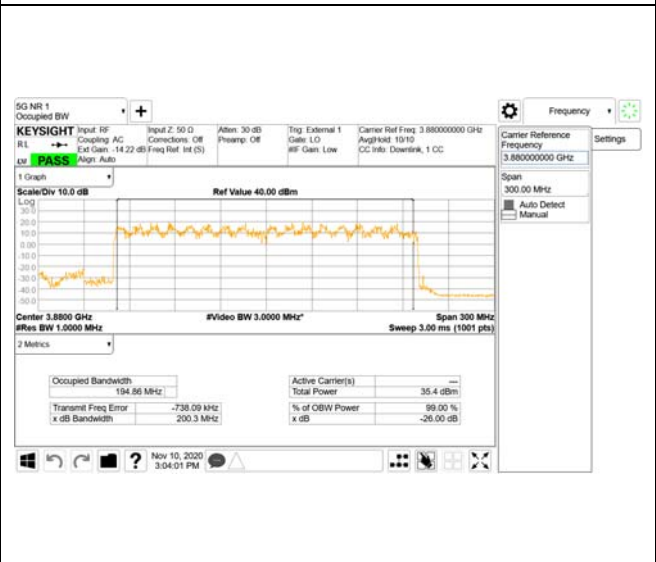 5G NR 1
Occupied BW
Frequency
KEYSIGHT
RL
PASS
Input: RF
Coupling: AC
Ext Gain: -14.22 dB
Align: Auto
Input Z: 50 Ω
Corrections: Off
Freq Ref: Int (S)
Atten: 30 dB
Preamp: Off
Trig: External 1
Gate: LO
#IF Gain: Low
Carrier Ref Freq: 3.880000000 GHz
Avg|Hold: 10/10
CC Info: Downlink, 1 CC
Carrier Reference
Frequency
3.880000000 GHz
Settings
Span
300.00 MHz
Auto Detect
Manual
1 Graph
Scale/Div 10.0 dB
Ref Value 40.00 dBm
Log
30.0
20.0
10.0
0.00
-10.0
-20.0
-30.0
-40.0
-50.0
Center 3.8800 GHz
#Video BW 3.0000 MHz*
Span 300 MHz
#Res BW 1.0000 MHz
Sweep 3.00 ms (1001 pts)
2 Metrics
Occupied Bandwidth
194.86 MHz
Active Carrier(s)
---
Total Power
35.4 dBm
Transmit Freq Error
-738.09 kHz
% of OBW Power
99.00 %
x dB Bandwidth
200.3 MHz
x dB
-26.00 dB
Nov 10, 2020
3:04:01 PM